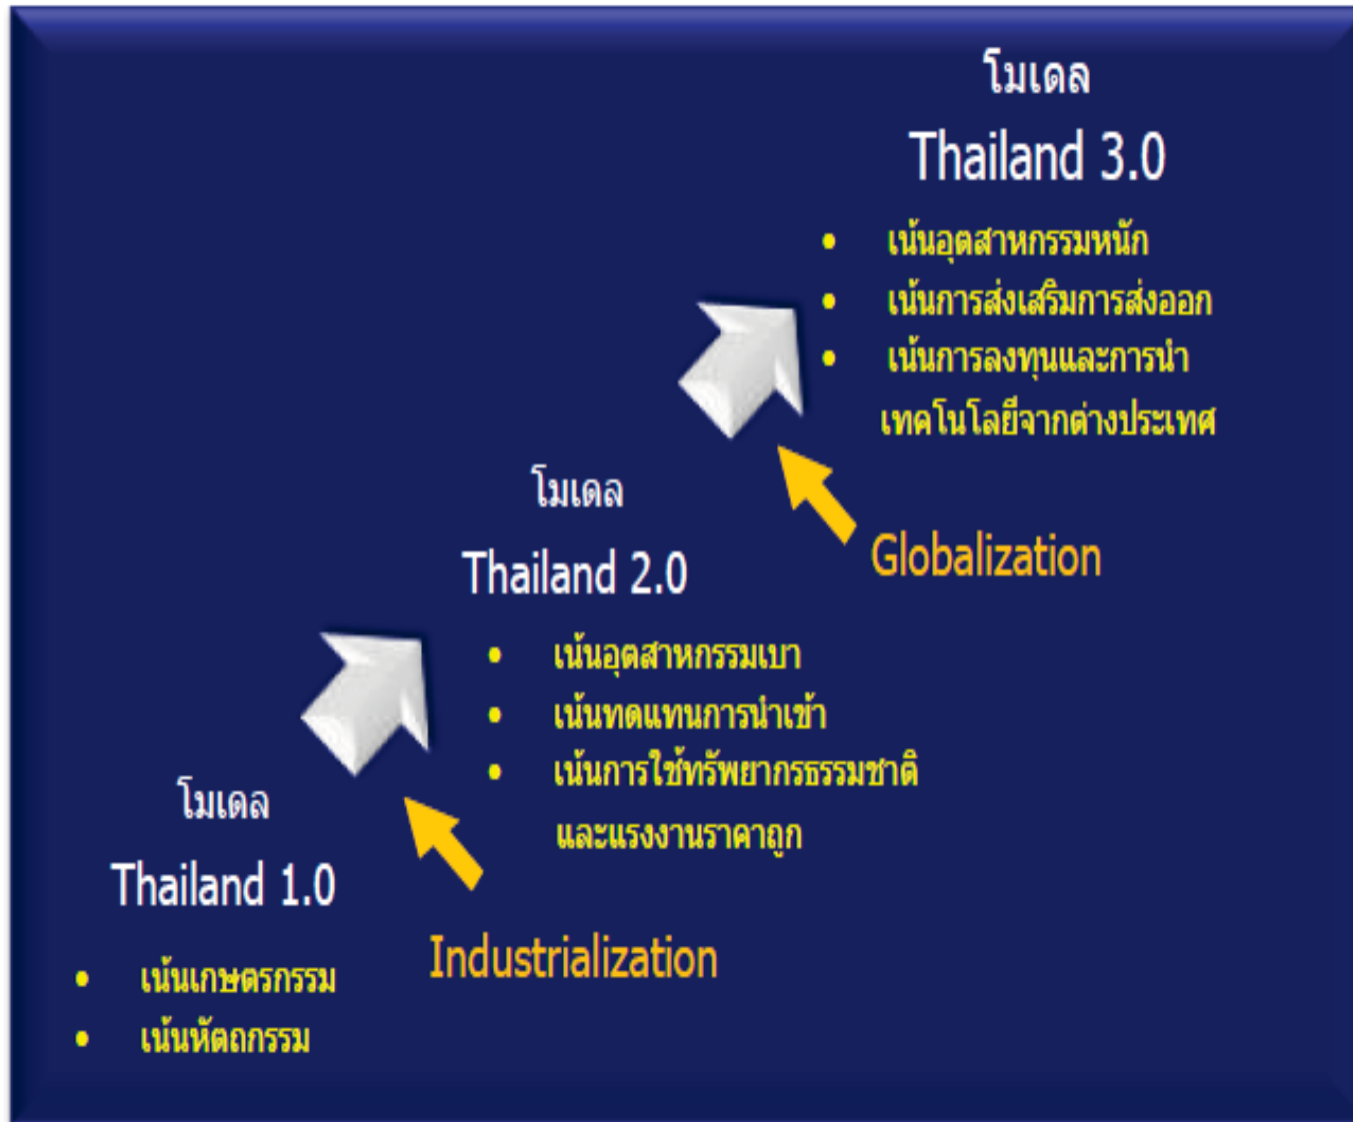 โมเดล
Thailand 3.0
• เน้นอุตสาหกรรมหนัก
• เน้นการส่งเสริมการส่งออก
• เน้นการลงทุนและการนำ
เทคโนโลยีจากต่างประเทศ
Globalization
โมเดล
Thailand 2.0
• เน้นอุตสาหกรรมเบา
• เน้นทดแทนการนำเข้า
• เน้นการใช้ทรัพยากรธรรมชาติ
และแรงงานราคาถูก
Industrialization
โมเดล
Thailand 1.0
• เน้นเกษตรกรรม
• เน้นหัตถกรรม